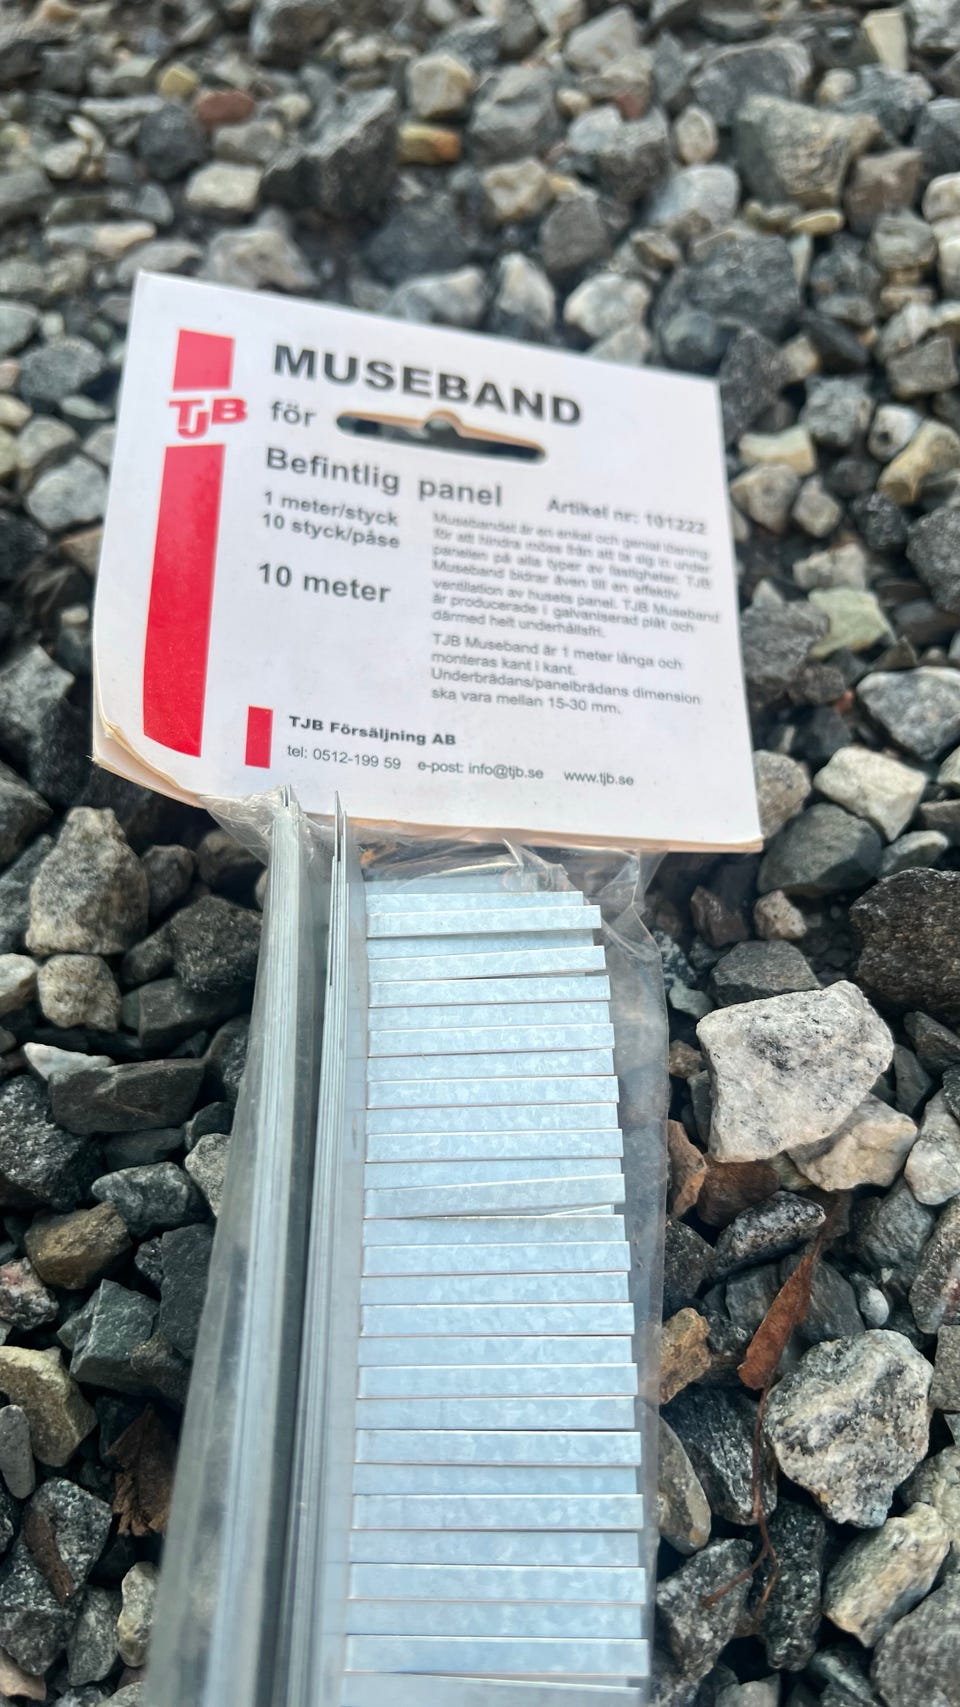 MUSEBAND
TJB
för
Befintlig panel
1 meter/styck
10 styck/påse
10 meter
Artikel nr: 101222
Musebandet är en enkel och genial lösning
för att hindra möss från att ta sig in under
panelen på alla typer av fastigheter. TJB
Museband bidrar även till en effektiv
ventilation av husets panel. TJB Museband
är producerade i galvaniserad plåt och
därmed helt underhållsfri.
TJB Museband är 1 meter långa och
monteras kant i kant.
Underbrädans/panelbrädans dimension
ska vara mellan 15-30 mm.
TJB Försäljning AB
tel: 0512-199 59 e-post: info@tjb.se www.tjb.se